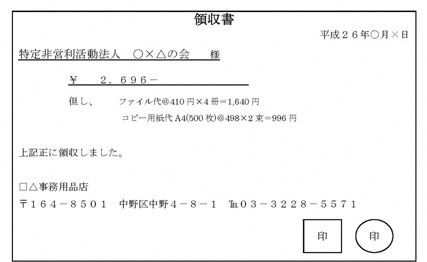 領収書
平成２６年〇月×日
特定非営利活動法人　〇×△の会　様
￥　２，６９６－
但し、　ファイル代@410円×4冊＝1,640円
コピー用紙代A4(500枚)@498×2束＝996円
上記正に領収しました。
□△事務用品店
〒１６４－８５０１　中野区中野４－８－１　℡０３－３２２８－５５７１
印　印